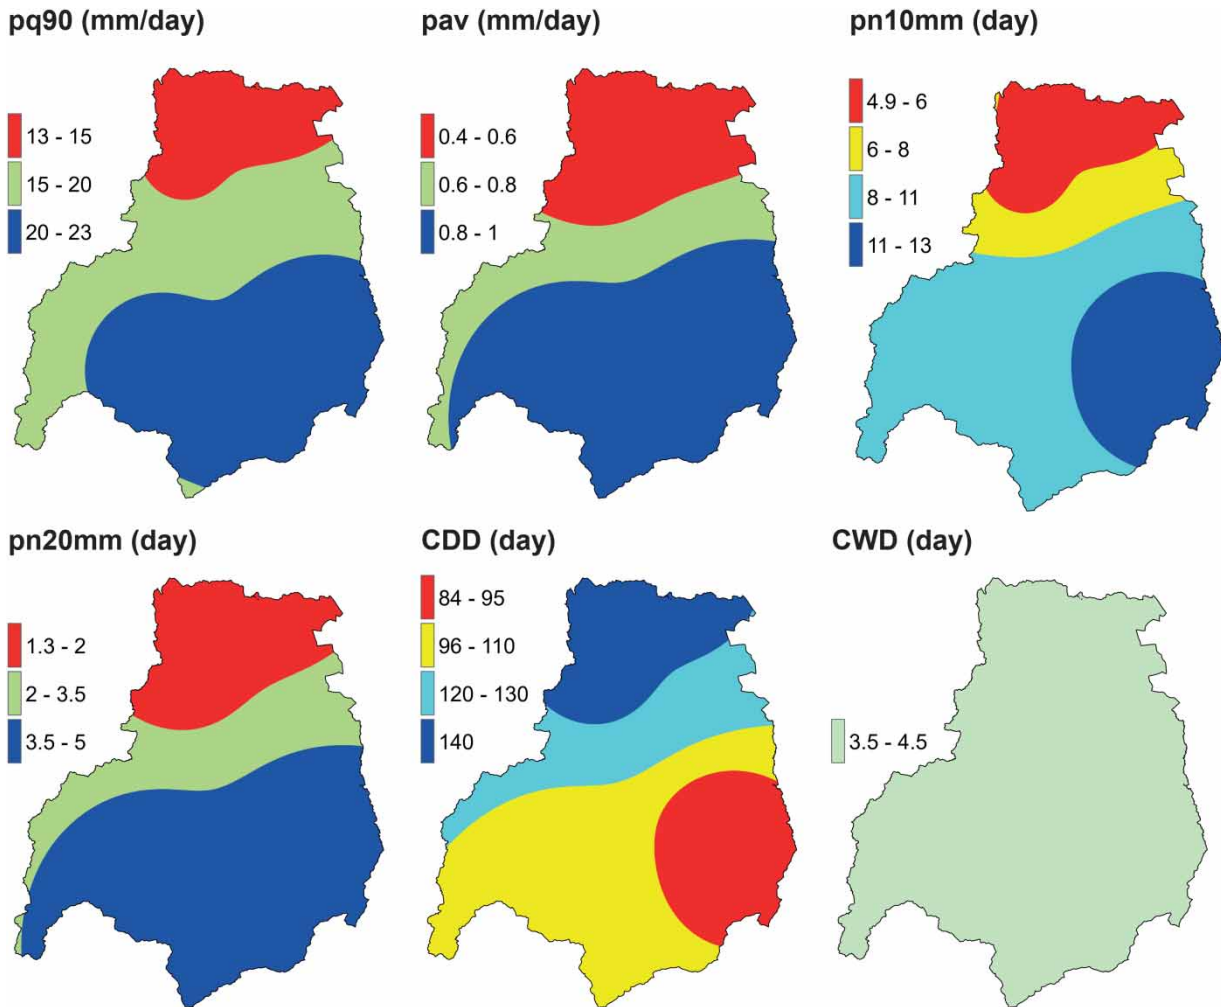 pq90 (mm/day)
13 - 15
15 - 20
20 - 23
pav (mm/day)
0.4 - 0.6
0.6 - 0.8
0.8 - 1
pn10mm (day)
4.9 - 6
6 - 8
8 - 11
11 - 13
pn20mm (day)
1.3 - 2
2 - 3.5
3.5 - 5
CDD (day)
84 - 95
96 - 110
120 - 130
140
CWD (day)
3.5 - 4.5